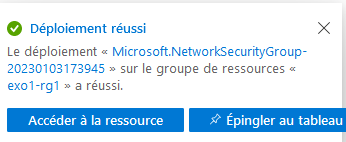 Déploiement réussi
Le déploiement « Microsoft.NetworkSecurityGroup-
20230103173945 » sur le groupe de ressources «
exo1-rg1 » a réussi.
Accéder à la ressource
Épingler au tableau